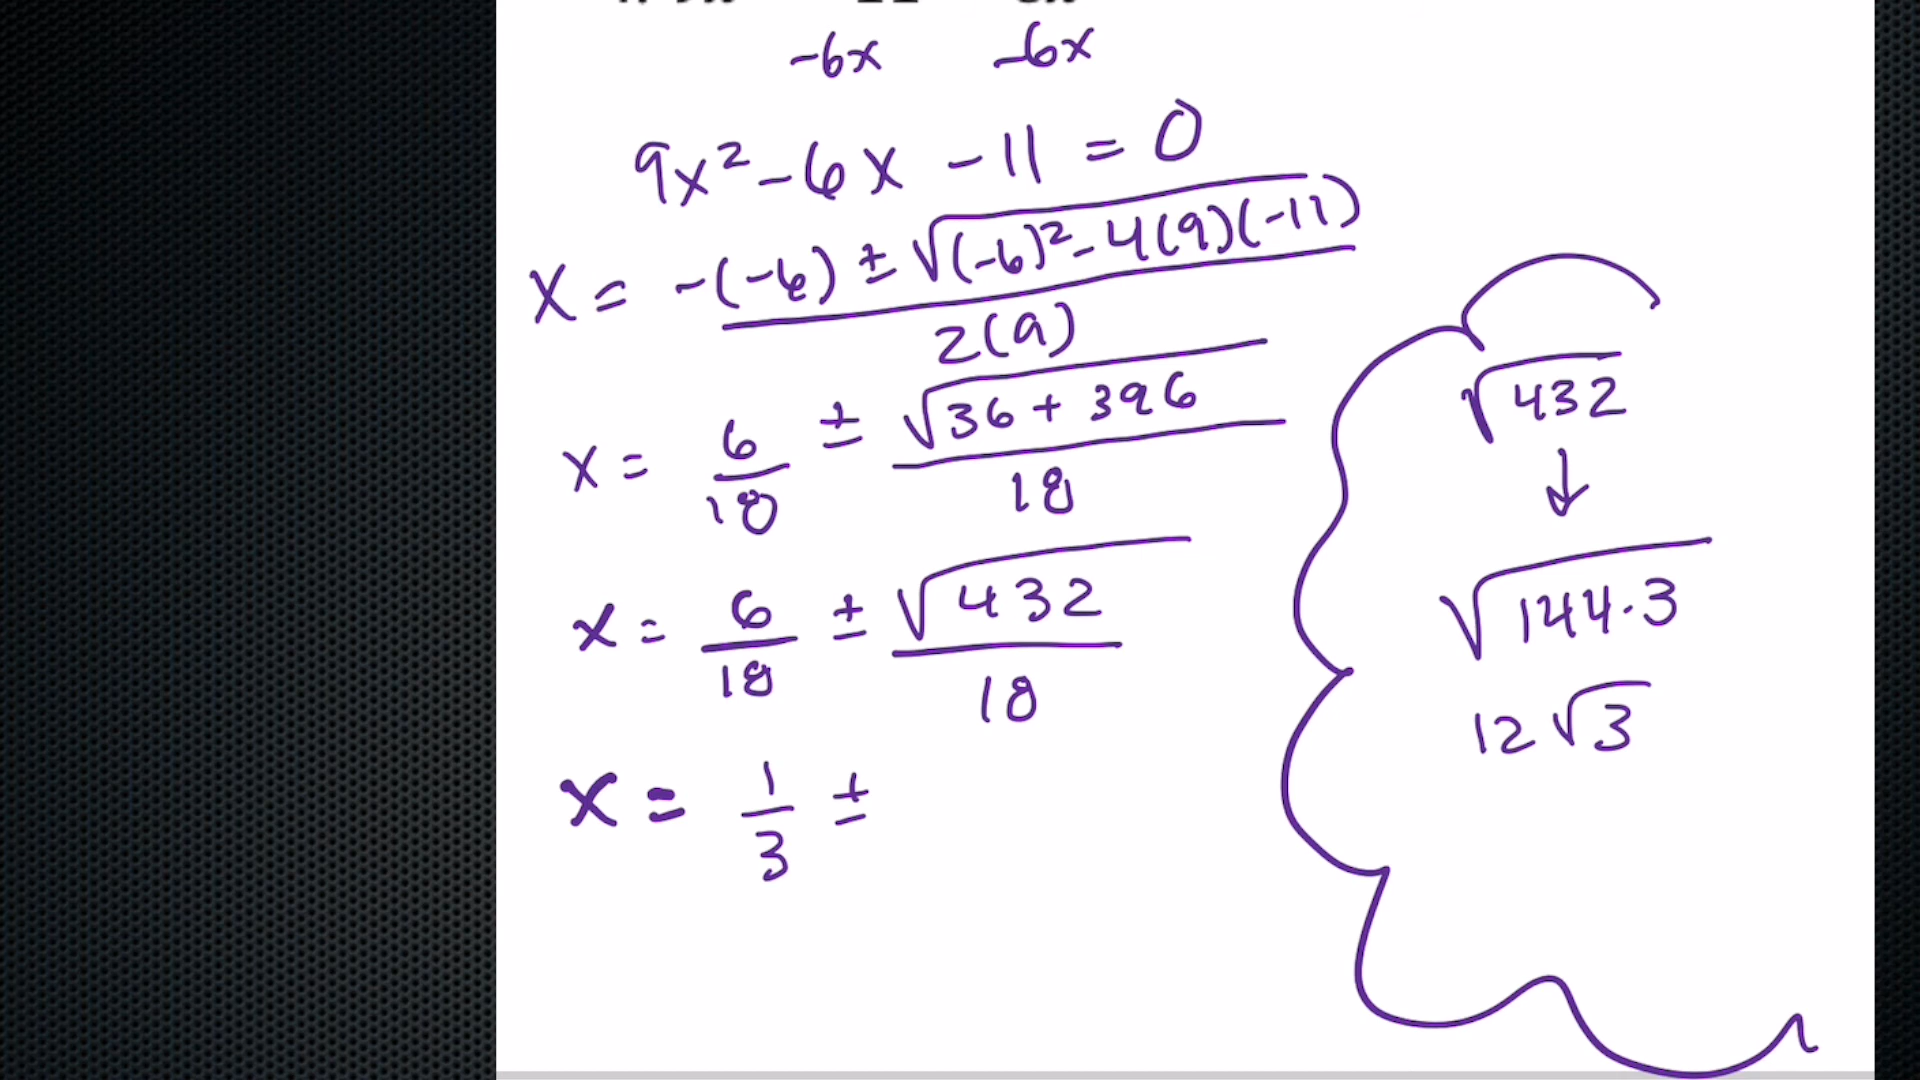 -6x -6x
9x² - 6x - 11 = 0
x = -(-6) ± √(-6)² - 4(9)(-11) / 2(9)
x = 6/18 ± √36 + 396 / 18
x = 6/18 ± √432 / 18
x = 1/3 ±
√432
↓
√144·3
12√3